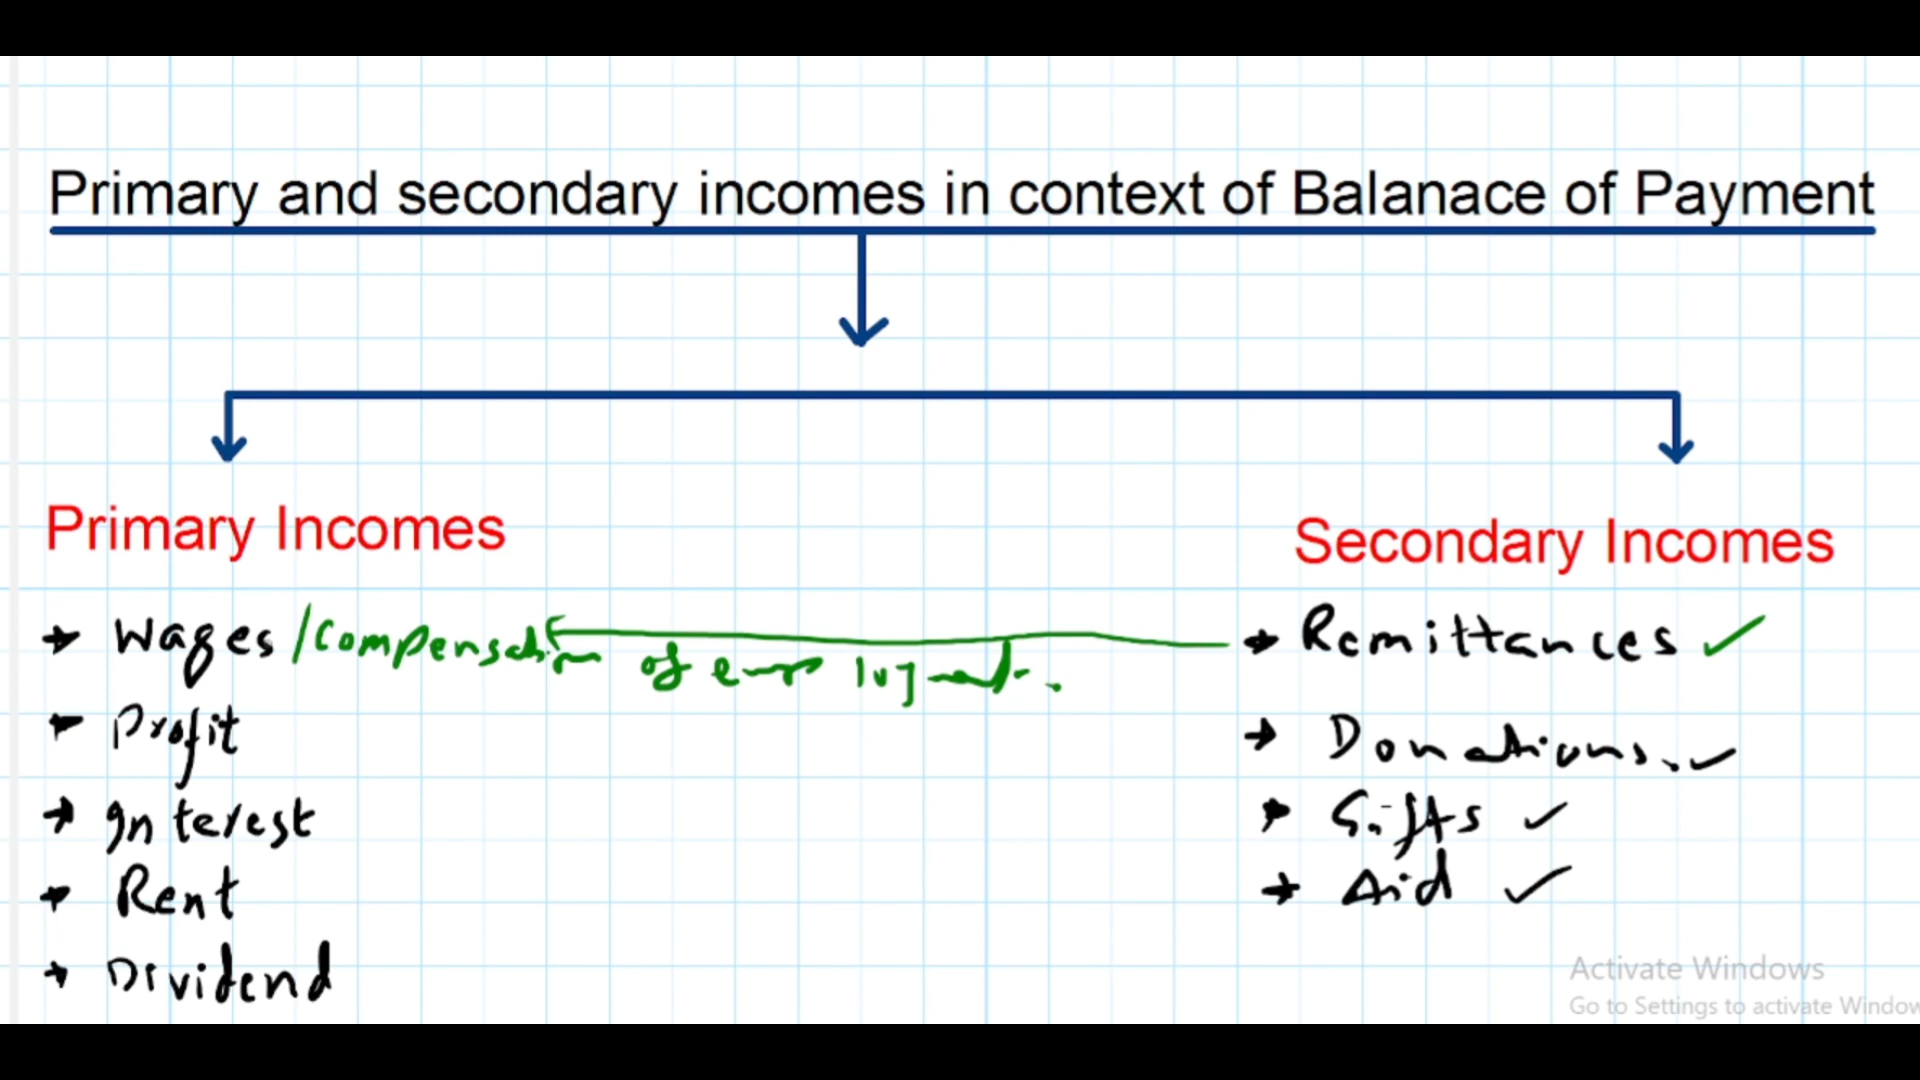 Primary and secondary incomes in context of Balanace of Payment
Primary Incomes
Wages /Compensation of employment.
Profit
Interest
Rent
Dividend
Secondary Incomes
Remittances
Donations.
Gifts
Aid
Activate Windows
Go to Settings to activate Window